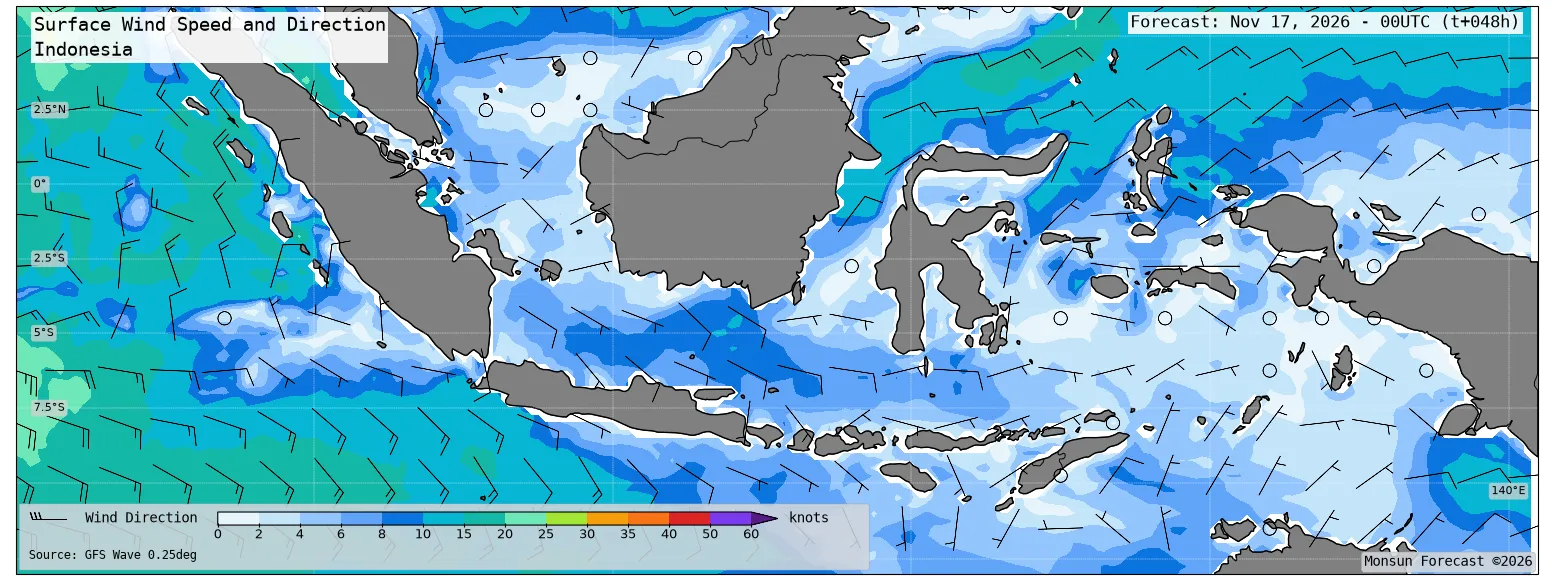 Surface Wind Speed and Direction
Indonesia
Forecast: Nov 17, 2026 - 00UTC (t+048h)
2.5°N
0°
2.5°S
5°S
7.5°S
140°E
Wind Direction
0 2 4 6 8 10 15 20 25 30 35 40 50 60
knots
Source: GFS Wave 0.25deg
Monsun Forecast ©2026